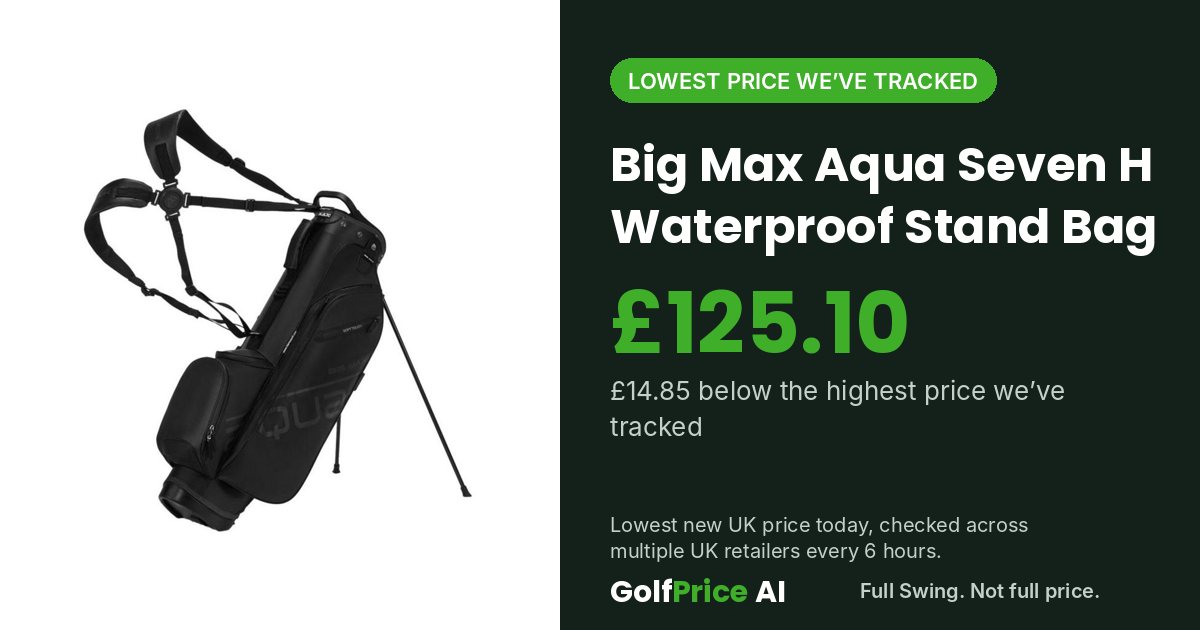 LOWEST PRICE WE’VE TRACKED
Big Max Aqua Seven H
Waterproof Stand Bag
£125.10
£14.85 below the highest price we’ve
tracked
Lowest new UK price today, checked across
multiple UK retailers every 6 hours.
GolfPrice AI
Full Swing. Not full price.